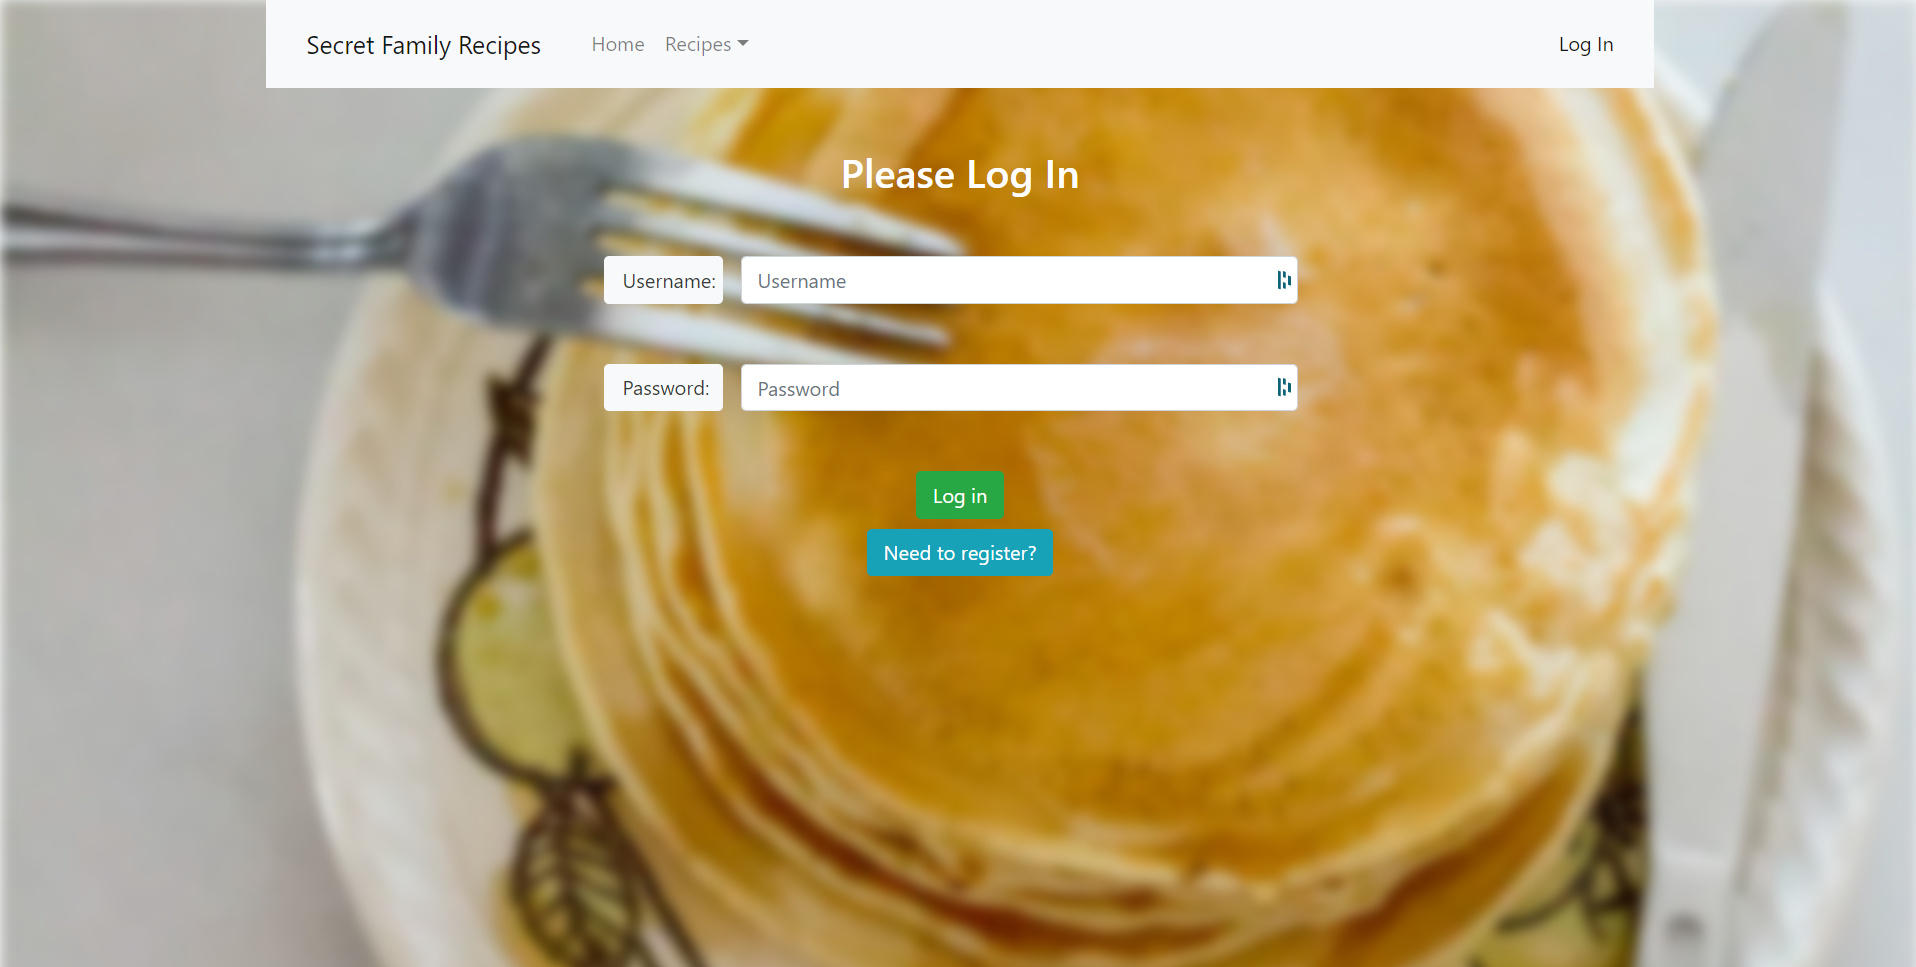 Secret Family Recipes Home Recipes Log In
Please Log In
Username: Username
Password: Password
Log in
Need to register?